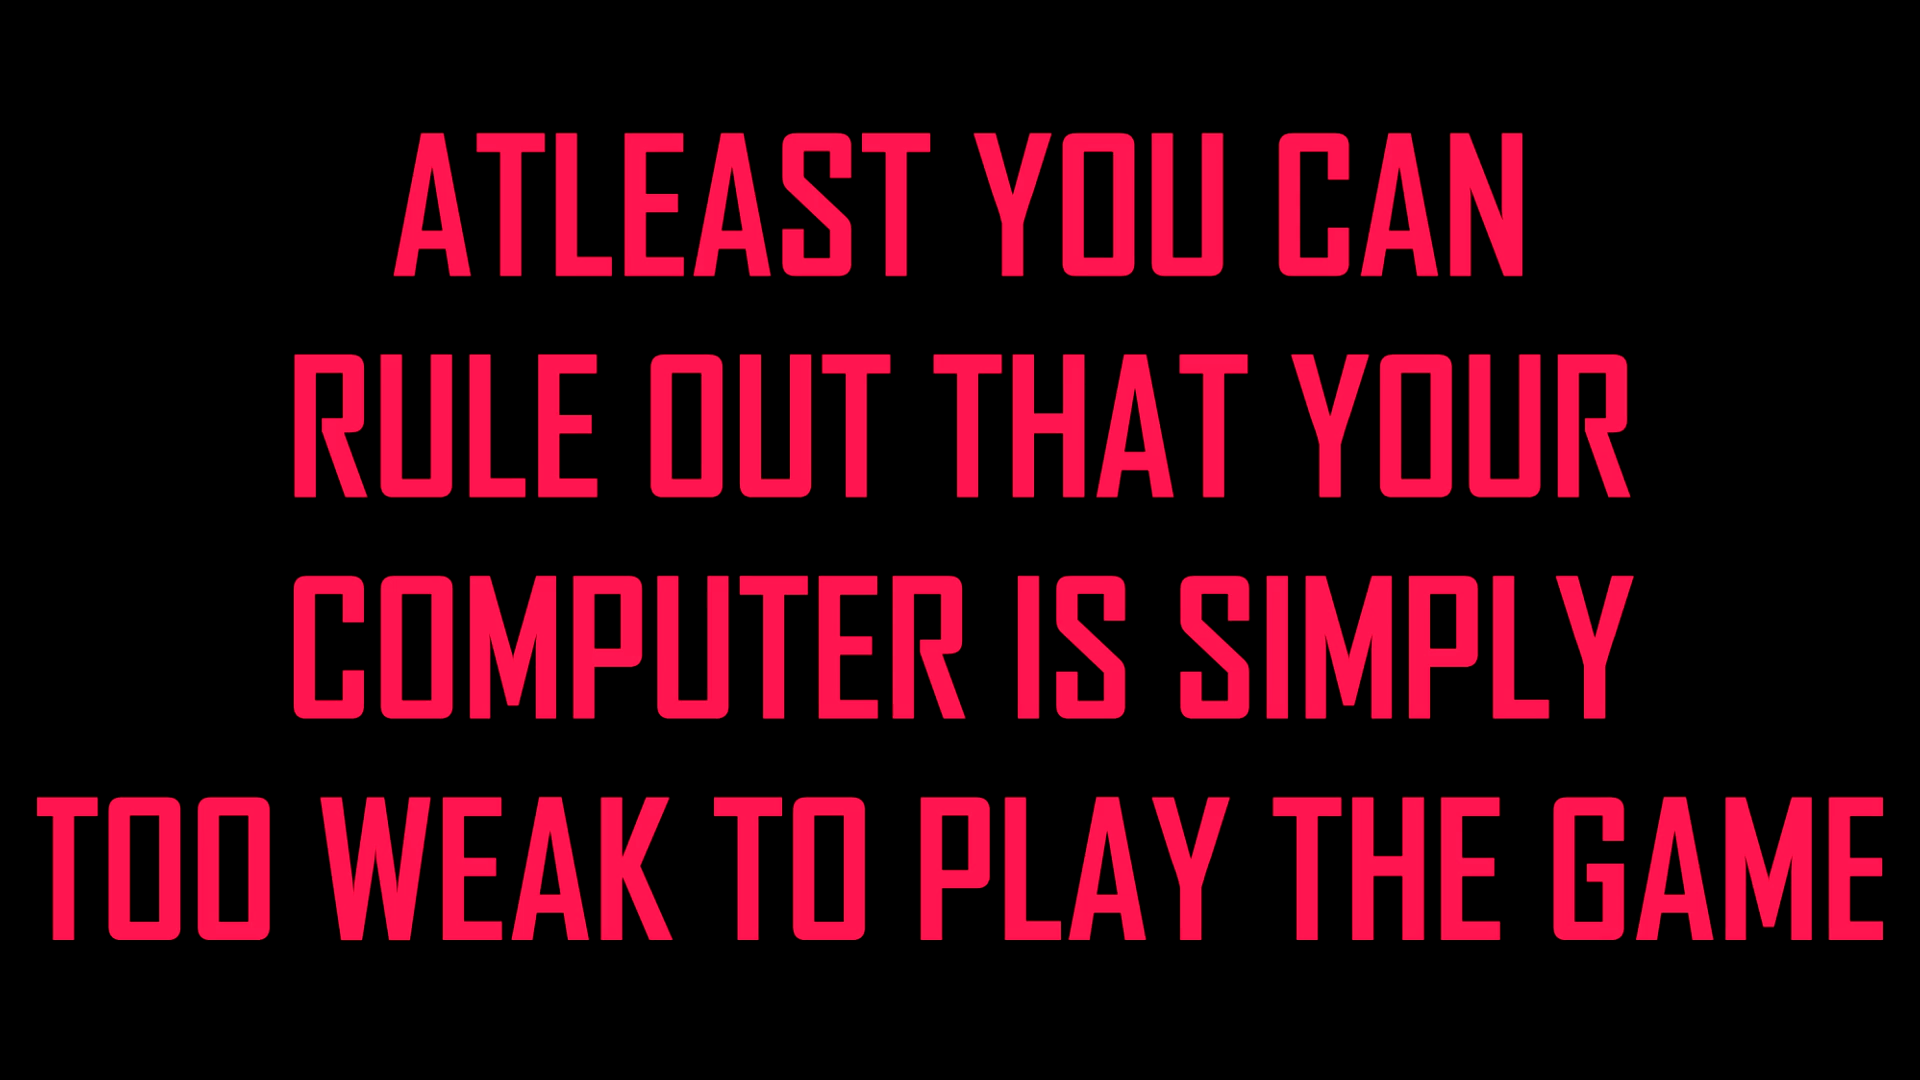 ATLEAST YOU CAN
RULE OUT THAT YOUR
COMPUTER IS SIMPLY
TOO WEAK TO PLAY THE GAME